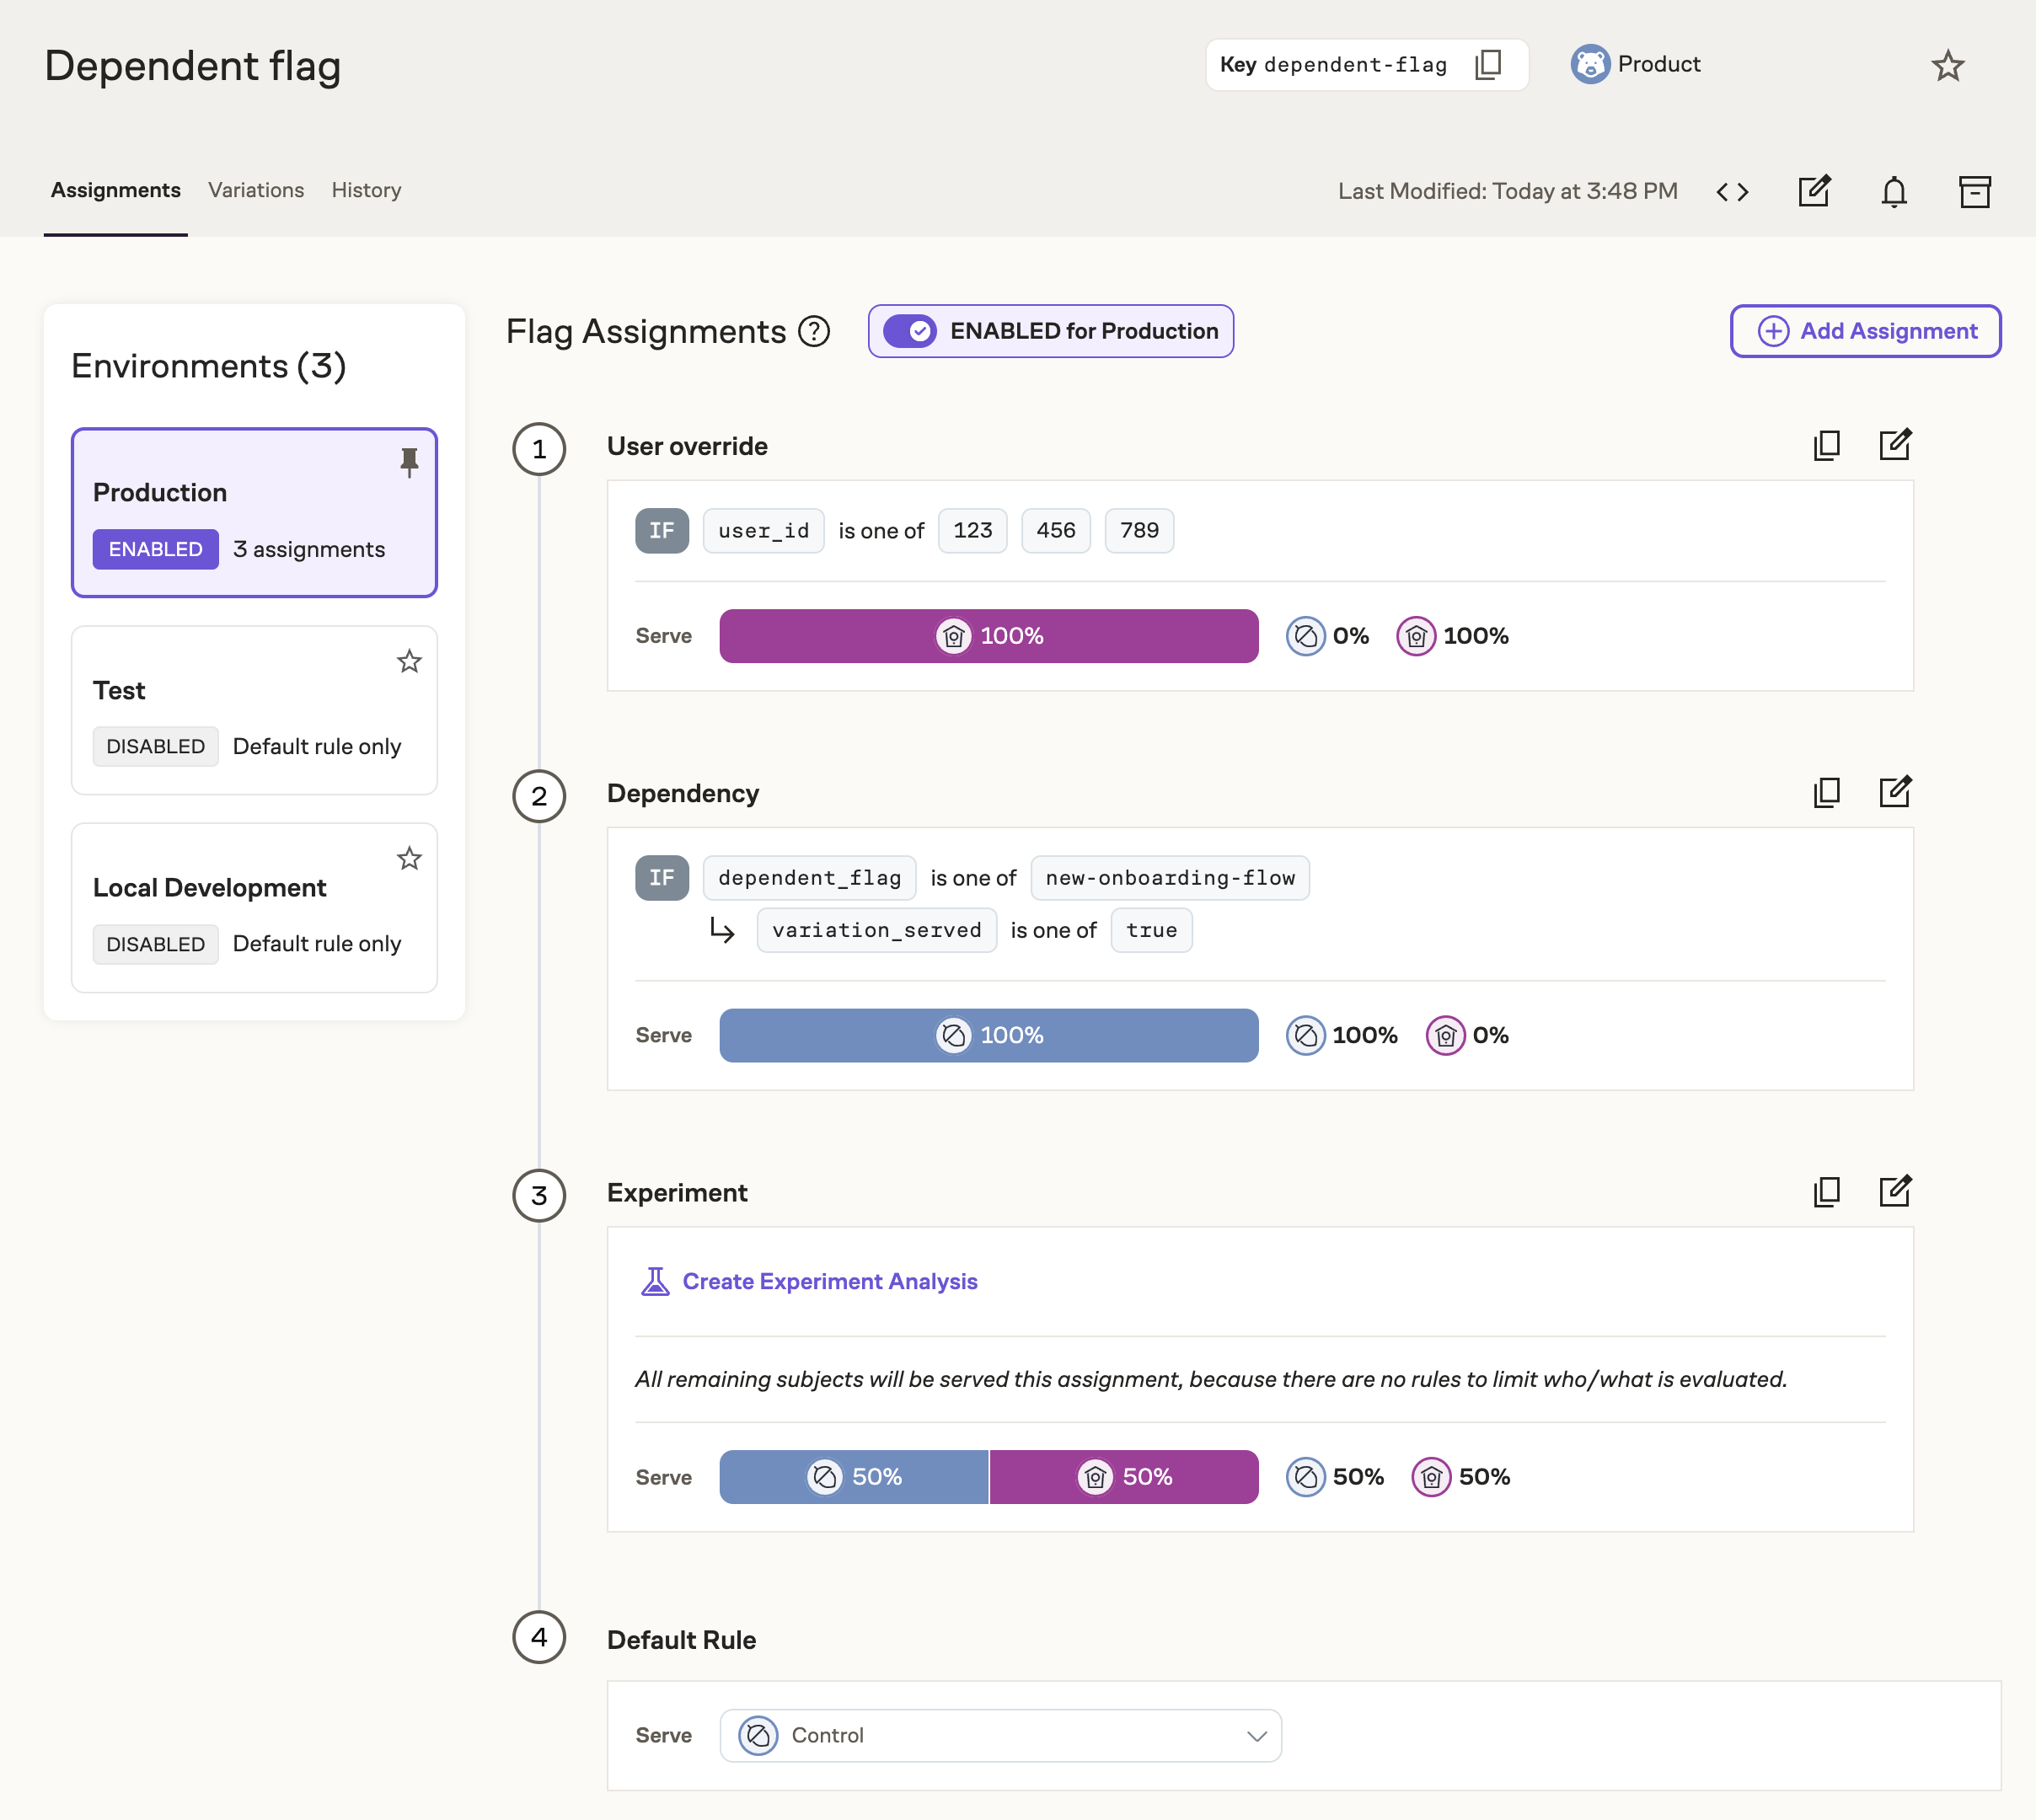 Dependent flag
Key dependent-flag
Product
Assignments Variations History
Last Modified: Today at 3:48 PM
Environments (3)
Production
ENABLED 3 assignments
Test
DISABLED Default rule only
Local Development
DISABLED Default rule only
Flag Assignments ? ENABLED for Production
Add Assignment
1 User override
IF user_id is one of 123 456 789
Serve 100% 0% 100%
2 Dependency
IF dependent_flag is one of new-onboarding-flow
variation_served is one of true
Serve 100% 100% 0%
3 Experiment
Create Experiment Analysis
All remaining subjects will be served this assignment, because there are no rules to limit who/what is evaluated.
Serve 50% 50% 50% 50%
4 Default Rule
Serve Control